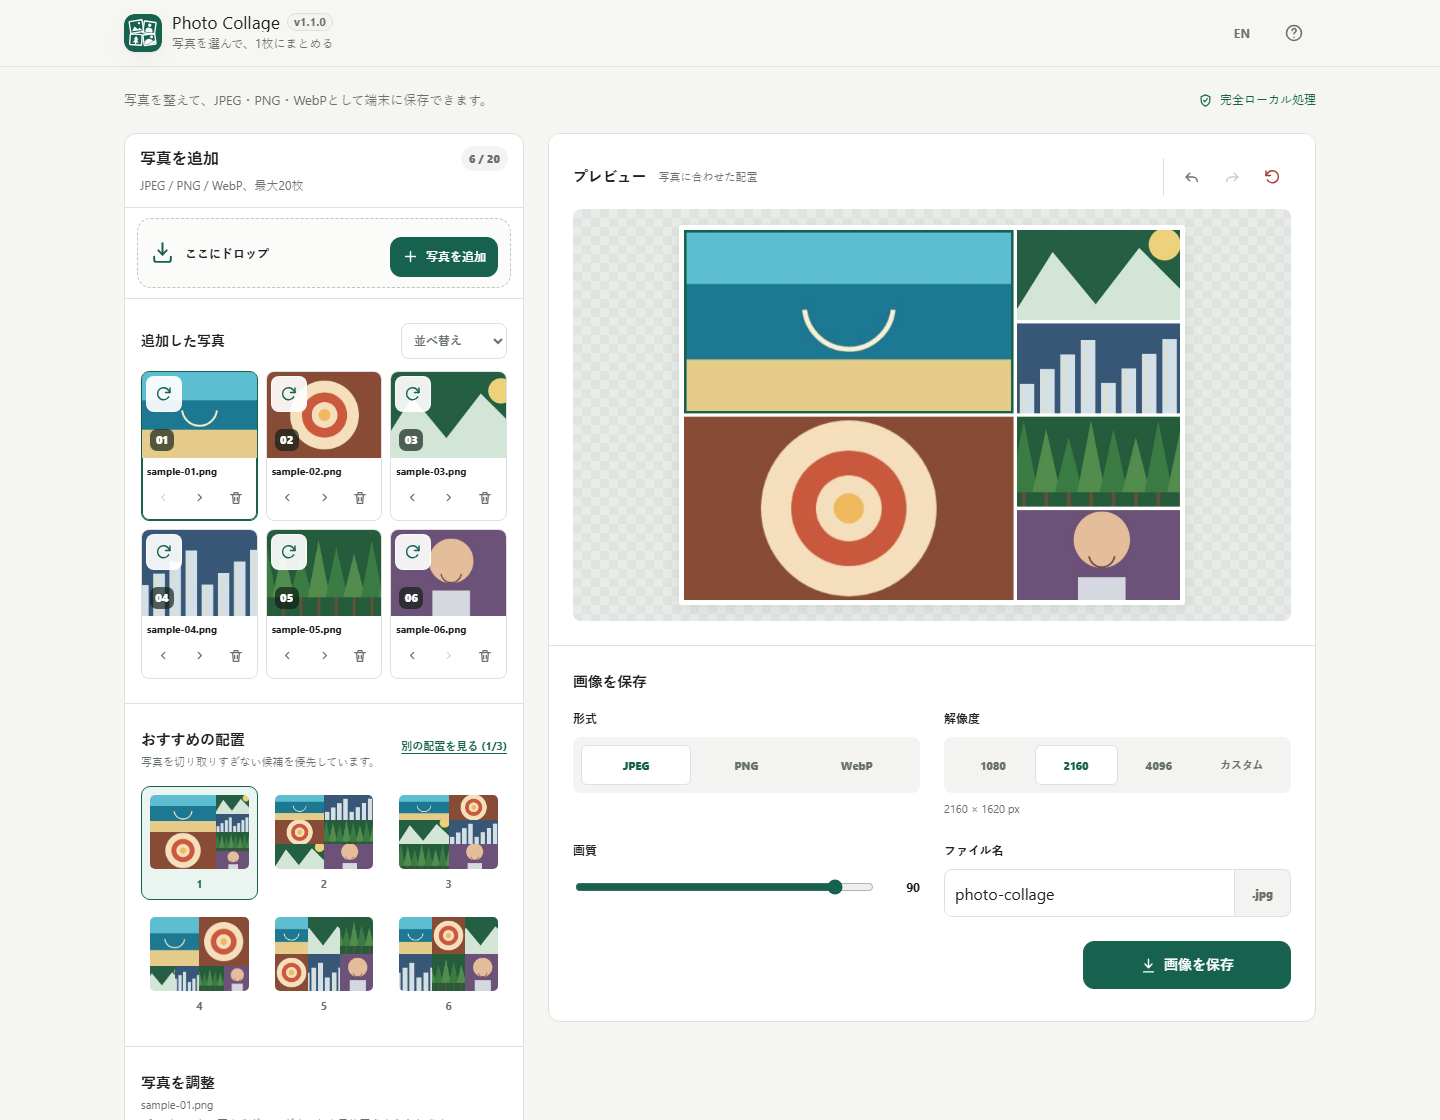 Photo Collage v1.1.0
写真を選んで、1枚にまとめる
EN
写真を整えて、JPEG・PNG・WebPとして端末に保存できます。
完全ローカル処理
写真を追加
6 / 20
JPEG / PNG / WebP、最大20枚
ここにドロップ
写真を追加
追加した写真
並べ替え
01
02
03
sample-01.png
sample-02.png
sample-03.png
04
05
06
sample-04.png
sample-05.png
sample-06.png
おすすめの配置
別の配置を見る (1/3)
写真を切り取りすぎない候補を優先しています。
1
2
3
4
5
6
写真を調整
sample-01.png
プレビュー 写真に合わせた配置
画像を保存
形式
JPEG
PNG
WebP
解像度
1080
2160
4096
カスタム
2160 × 1620 px
画質
90
ファイル名
photo-collage
.jpg
画像を保存